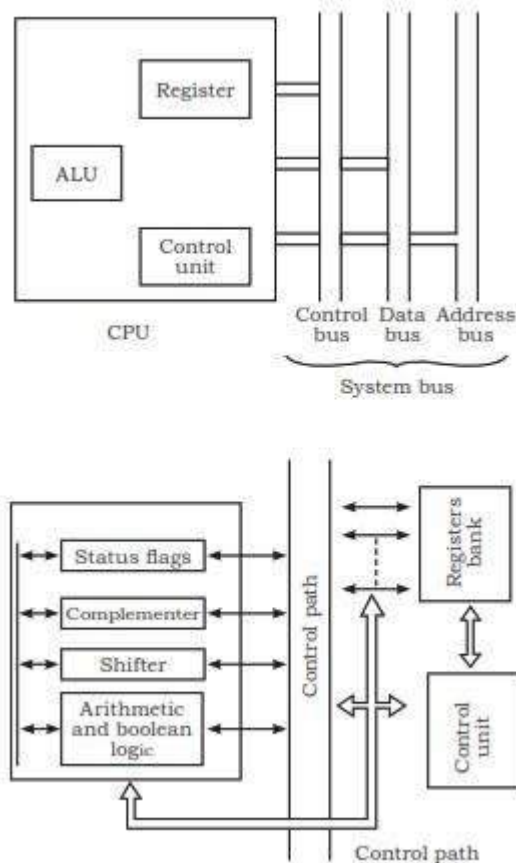 Register
ALU
Control
unit
CPU
Control
bus
Data
bus
Address
bus
System bus
Status flags
Complementer
Shifter
Arithmetic
and boolean
logic
Control path
Registers
bank
Control
unit
Control path